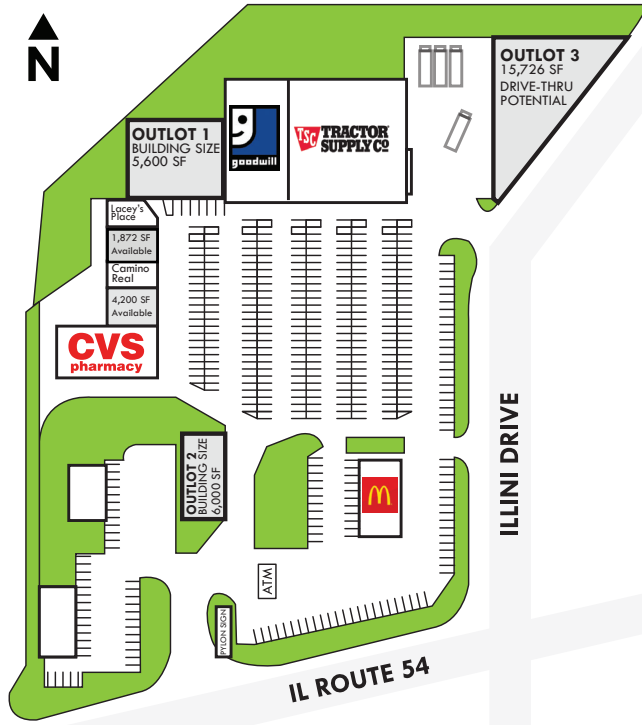 N
OUTLOT 3
15,726 SF
DRIVE-THRU
POTENTIAL
OUTLOT 1
BUILDING SIZE
5,600 SF
goodwill
TSC TRACTOR
SUPPLY CO
Lacey's
Place
1,872 SF
Available
Camino
Real
4,200 SF
Available
CVS
pharmacy
OUTLOT 2
BUILDING SIZE
6,000 SF
ILLINI DRIVE
ATM
PYLON SIGN
IL ROUTE 54